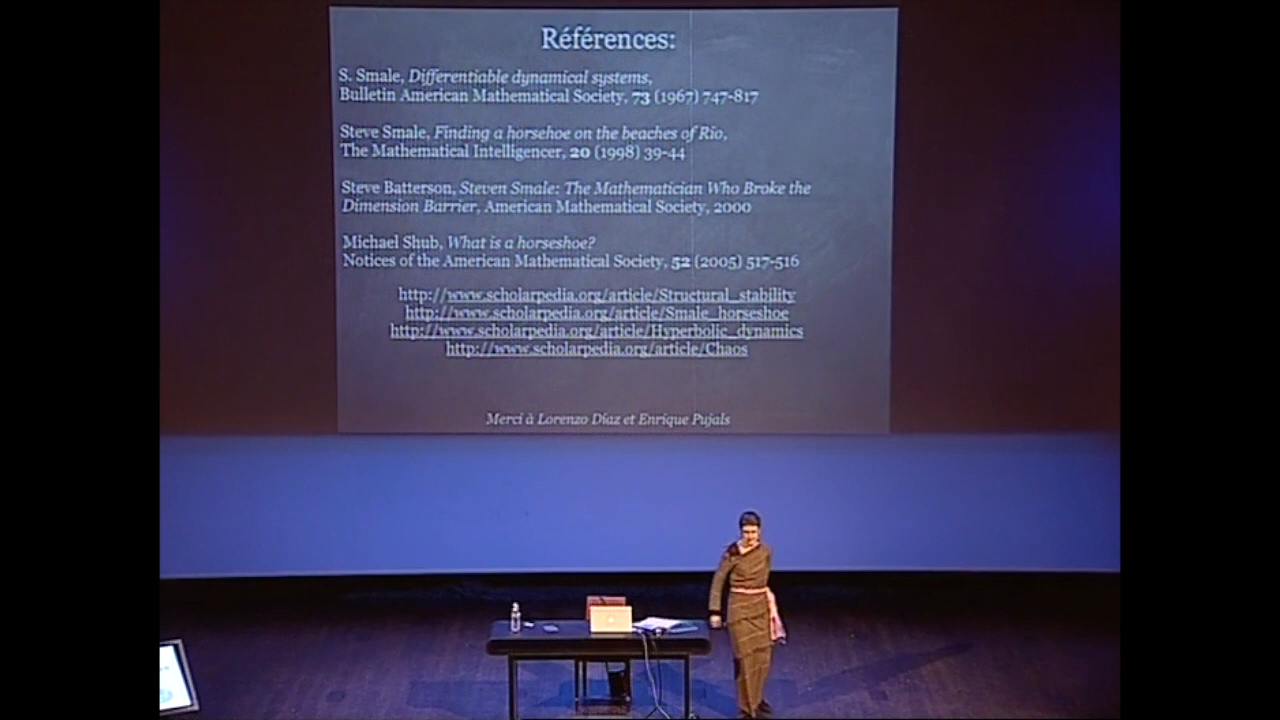 Références:
S. Smale, Differentiable dynamical systems,
Bulletin American Mathematical Society, 73 (1967) 747-817
Steve Smale, Finding a horsehoe on the beaches of Rio,
The Mathematical Intelligencer, 20 (1998) 39-44
Steve Batterson, Steven Smale: The Mathematician Who Broke the
Dimension Barrier, American Mathematical Society, 2000
Michael Shub, What is a horseshoe?
Notices of the American Mathematical Society, 52 (2005) 517-516
http://www.scholarpedia.org/article/Structural_stability
http://www.scholarpedia.org/article/Smale_horseshoe
http://www.scholarpedia.org/article/Hyperbolic_dynamics
http://www.scholarpedia.org/article/Chaos
Merci à Lorenzo Díaz et Enrique Pujals